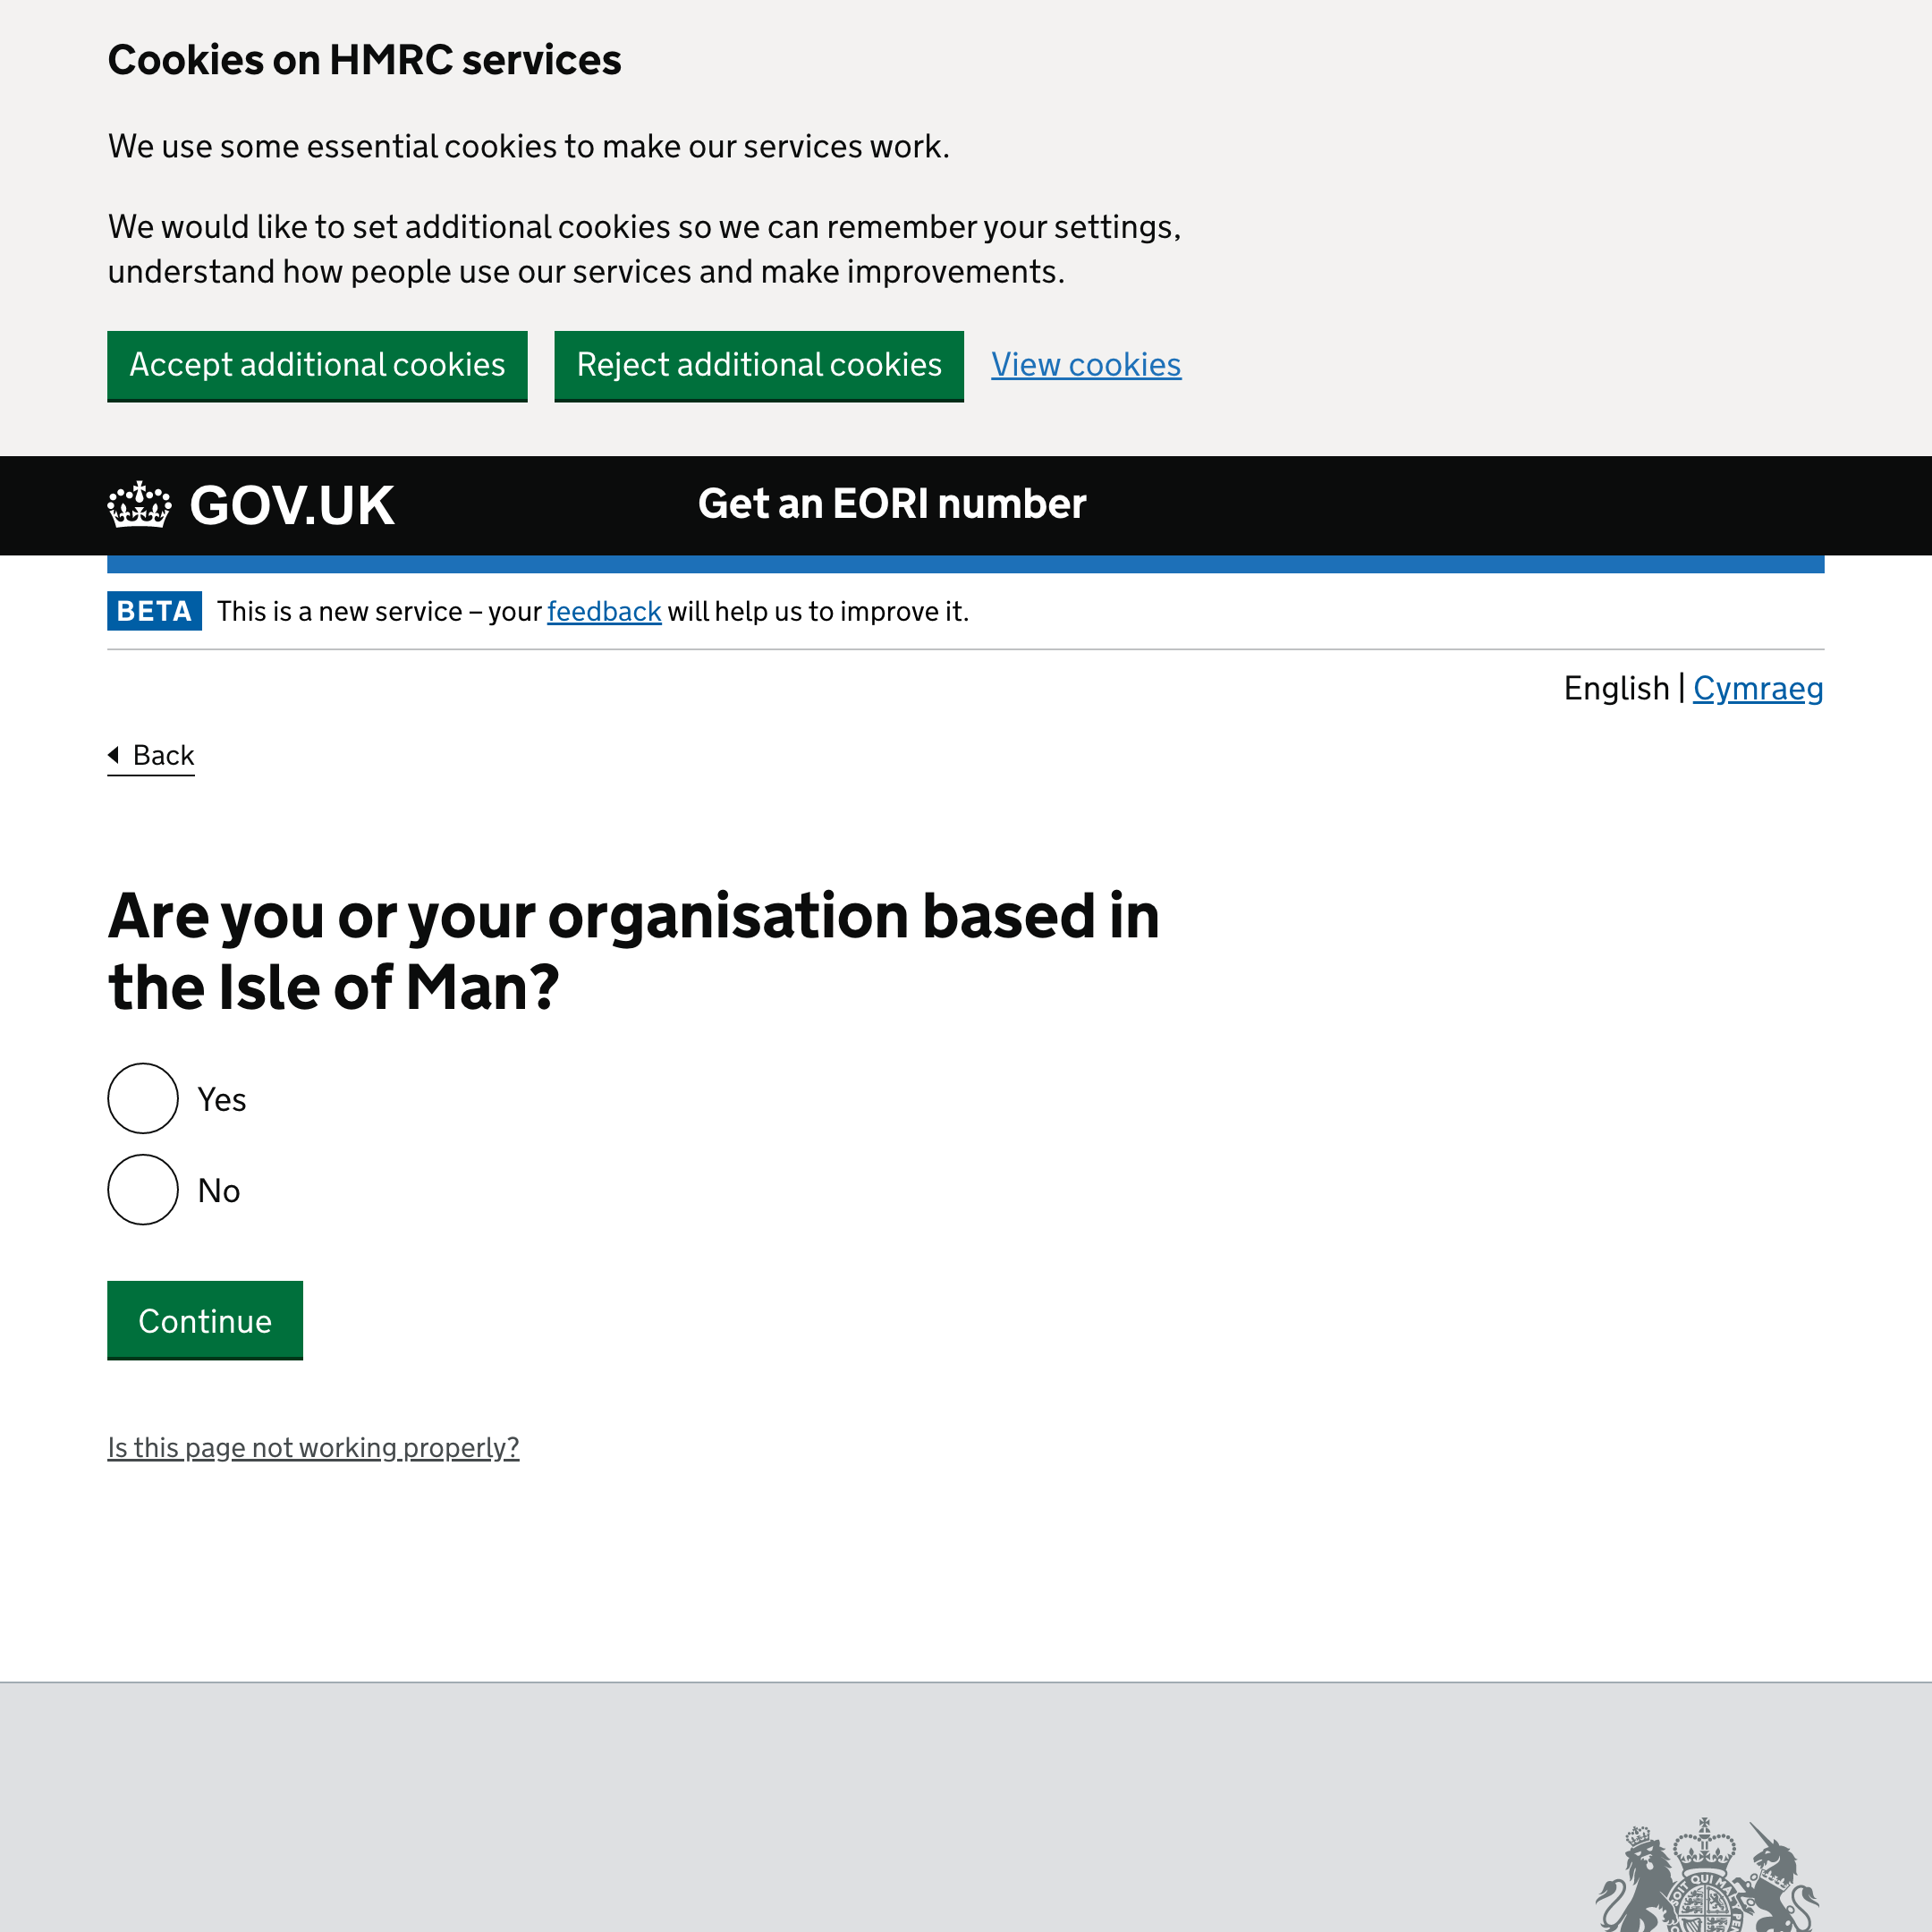 Cookies on HMRC services
We use some essential cookies to make our services work.
We would like to set additional cookies so we can remember your settings,
understand how people use our services and make improvements.
Accept additional cookies Reject additional cookies View cookies
GOV.UK Get an EORI number
BETA This is a new service – your feedback will help us to improve it.
English | Cymraeg
Back
Are you or your organisation based in
the Isle of Man?
Yes
No
Continue
Is this page not working properly?
SOIT QUI MAL Y PEN